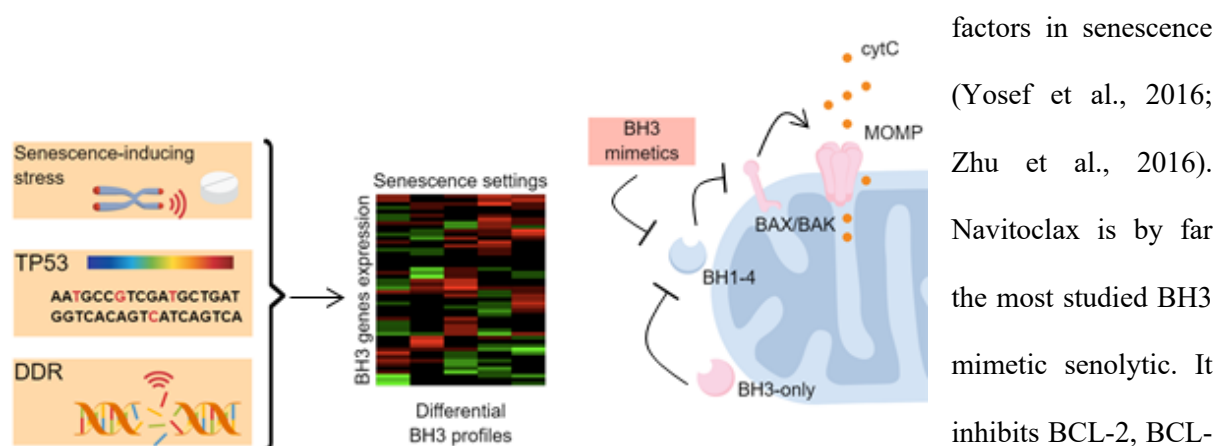 Senescence-inducing
stress
TP53
AATGCCGTCGATGCTGAT
GGTCACAGTCATCAGTCA
DDR
Senescence settings
BH3 genes expression
Differential
BH3 profiles
BH3
mimetics
cytC
MOMP
BAX/BAK
BH1-4
BH3-only
factors in senescence
(Yosef et al., 2016;
Zhu et al., 2016).
Navitoclax is by far
the most studied BH3
mimetic senolytic. It
inhibits BCL-2, BCL-